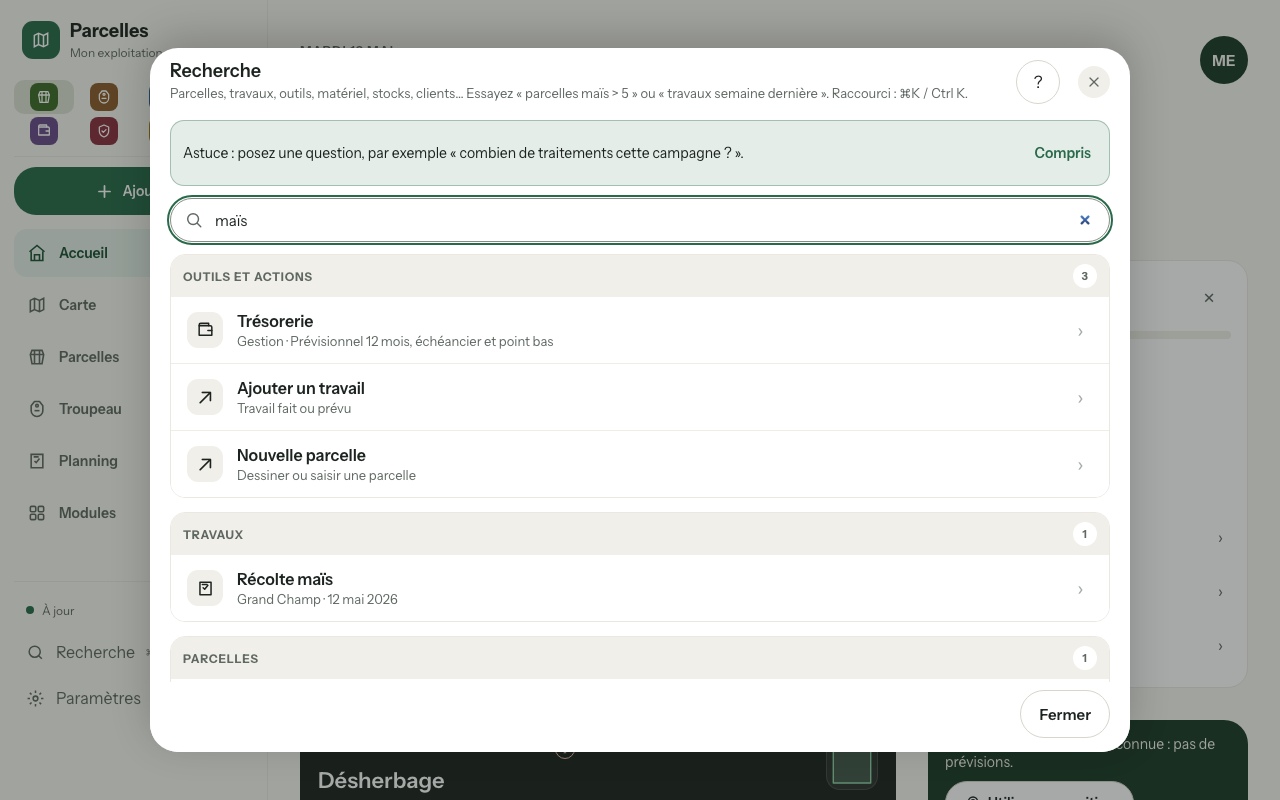 Parcelles
Mon exploitation
Ajou
Accueil
Carte
Parcelles
Troupeau
Planning
Modules
À jour
Recherche
Paramètres
ME
Recherche
Parcelles, travaux, outils, matériel, stocks, clients… Essayez « parcelles maïs > 5 » ou « travaux semaine dernière ». Raccourci : ⌘K / Ctrl K.
?
Astuce : posez une question, par exemple « combien de traitements cette campagne ? ».
Compris
maïs
OUTILS ET ACTIONS
3
Trésorerie
Gestion · Prévisionnel 12 mois, échéancier et point bas
Ajouter un travail
Travail fait ou prévu
Nouvelle parcelle
Dessiner ou saisir une parcelle
TRAVAUX
1
Récolte maïs
Grand Champ · 12 mai 2026
PARCELLES
1
Fermer
Désherbage
connue : pas de
prévisions.